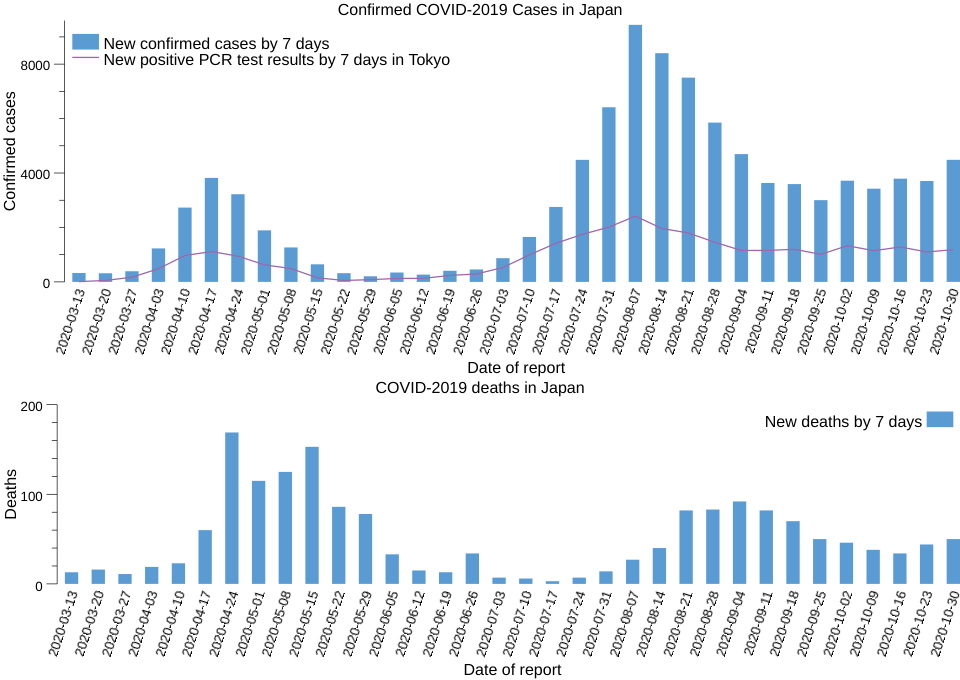 Confirmed COVID-2019 Cases in Japan
New confirmed cases by 7 days
New positive PCR test results by 7 days in Tokyo
Confirmed cases
8000
4000
0
2020-03-13 2020-03-20 2020-03-27 2020-04-03 2020-04-10 2020-04-17 2020-04-24 2020-05-01 2020-05-08 2020-05-15 2020-05-22 2020-05-29 2020-06-05 2020-06-12 2020-06-19 2020-06-26 2020-07-03 2020-07-10 2020-07-17 2020-07-24 2020-07-31 2020-08-07 2020-08-14 2020-08-21 2020-08-28 2020-09-04 2020-09-11 2020-09-18 2020-09-25 2020-10-02 2020-10-09 2020-10-16 2020-10-23 2020-10-30
Date of report
COVID-2019 deaths in Japan
New deaths by 7 days
Deaths
200
100
0
2020-03-13 2020-03-20 2020-03-27 2020-04-03 2020-04-10 2020-04-17 2020-04-24 2020-05-01 2020-05-08 2020-05-15 2020-05-22 2020-05-29 2020-06-05 2020-06-12 2020-06-19 2020-06-26 2020-07-03 2020-07-10 2020-07-17 2020-07-24 2020-07-31 2020-08-07 2020-08-14 2020-08-21 2020-08-28 2020-09-04 2020-09-11 2020-09-18 2020-09-25 2020-10-02 2020-10-09 2020-10-16 2020-10-23 2020-10-30
Date of report